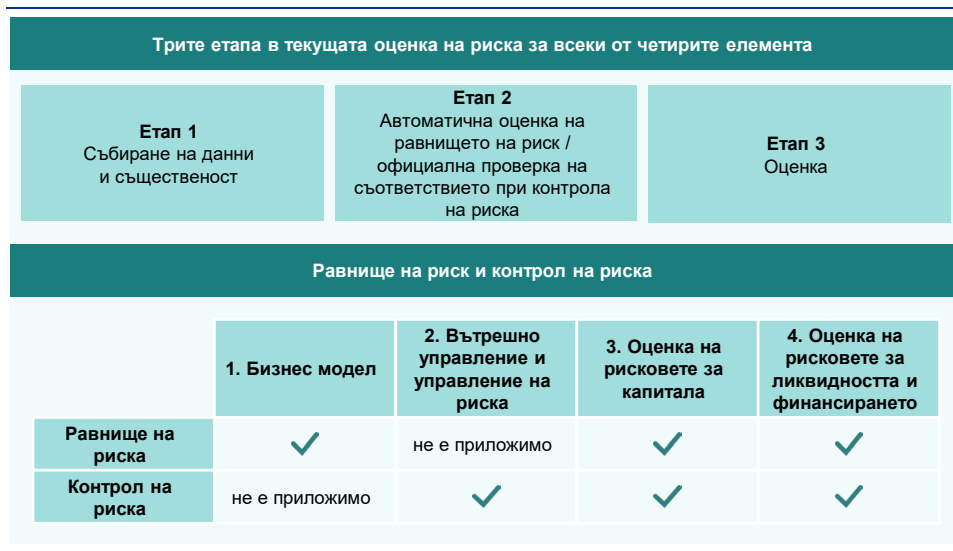 Трите етапа в текущата оценка на риска за всеки от четирите елемента
Етап 1
Събиране на данни
и същественост
Етап 2
Автоматична оценка на
равнището на риск /
официална проверка на
съответствието при контрола
на риска
Етап 3
Оценка
Равнище на риск и контрол на риска
1. Бизнес модел
2. Вътрешно
управление и
управление на
риска
3. Оценка на
рисковете за
капитала
4. Оценка на
рисковете за
ликвидността и
финансирането
Равнище на
риска
не е приложимо
Контрол на
риска
не е приложимо